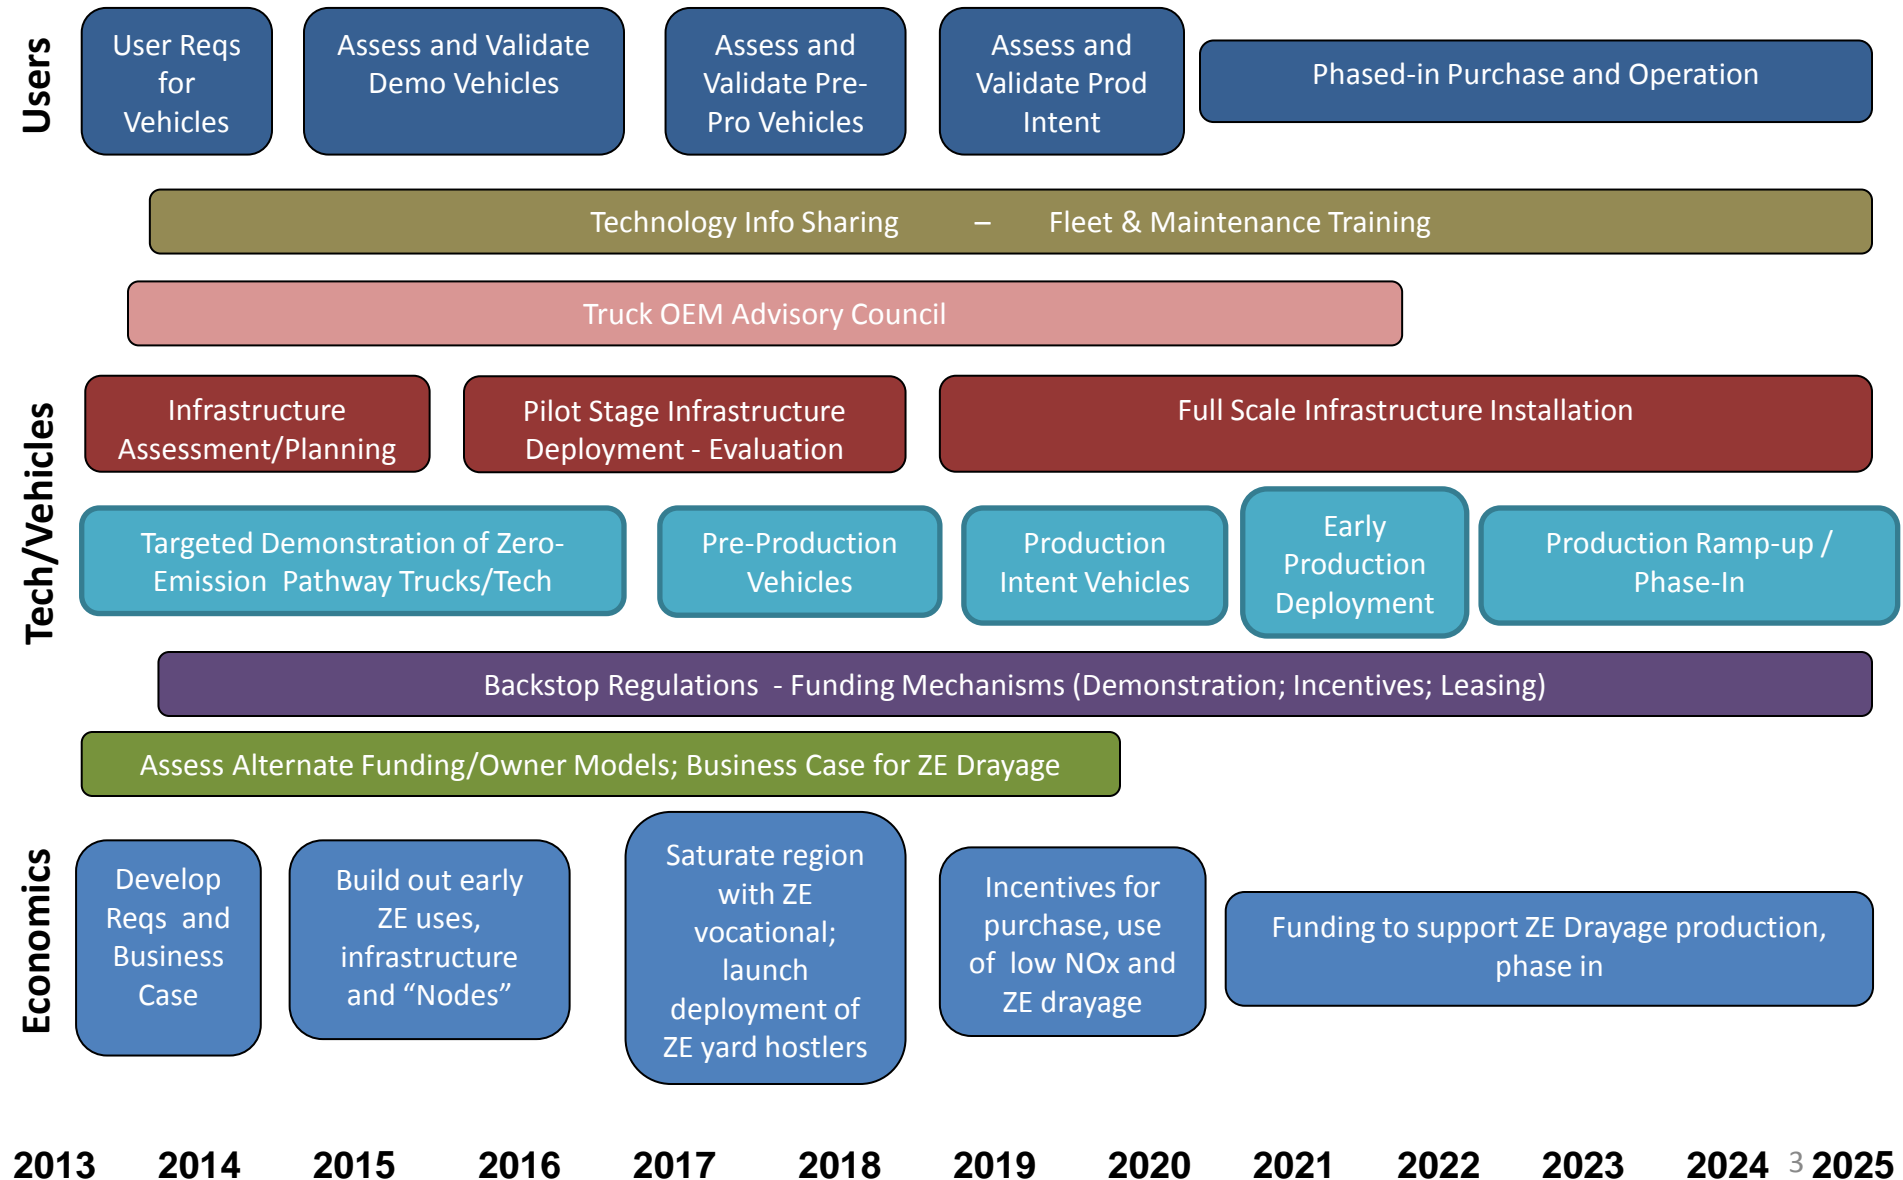 Users
User Reqs
for
Vehicles
Assess and Validate
Demo Vehicles
Assess and
Validate Pre-
Pro Vehicles
Assess and
Validate Prod
Intent
Phased-in Purchase and Operation
Technology Info Sharing – Fleet & Maintenance Training
Truck OEM Advisory Council
Tech/Vehicles
Infrastructure
Assessment/Planning
Pilot Stage Infrastructure
Deployment - Evaluation
Full Scale Infrastructure Installation
Targeted Demonstration of Zero-
Emission Pathway Trucks/Tech
Pre-Production
Vehicles
Production
Intent Vehicles
Early
Production
Deployment
Production Ramp-up /
Phase-In
Backstop Regulations - Funding Mechanisms (Demonstration; Incentives; Leasing)
Assess Alternate Funding/Owner Models; Business Case for ZE Drayage
Economics
Develop
Reqs and
Business
Case
Build out early
ZE uses,
infrastructure
and “Nodes”
Saturate region
with ZE
vocational;
launch
deployment of
ZE yard hostlers
Incentives for
purchase, use
of low NOx and
ZE drayage
Funding to support ZE Drayage production,
phase in
2013 2014 2015 2016 2017 2018 2019 2020 2021 2022 2023 2024 3 2025